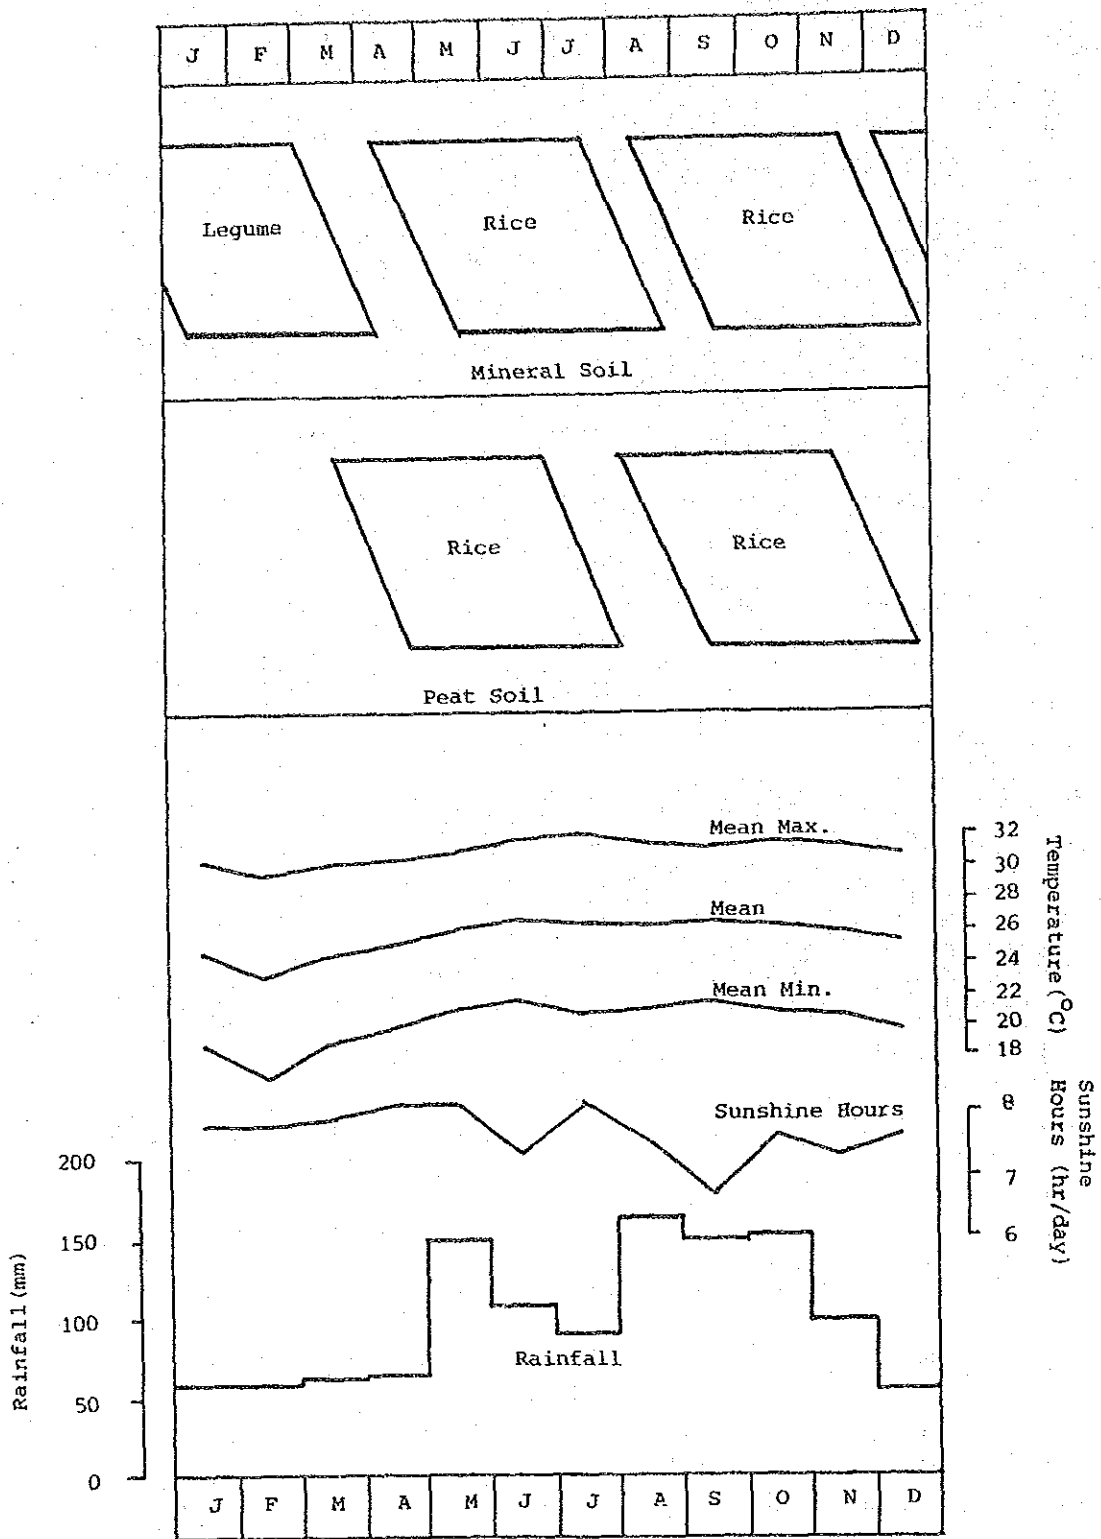 J F M A M J J A S O N D
Legume Rice Rice
Mineral Soil
Rice Rice
Peat Soil
Mean Max.
Mean
Mean Min.
32
30
28
26
24
22
20
18
Temperature (°C)
Sunshine Hours
8
7
6
Sunshine
Hours (hr/day)
200
150
100
50
0
Rainfall (mm)
Rainfall
J F M A M J J A S O N D